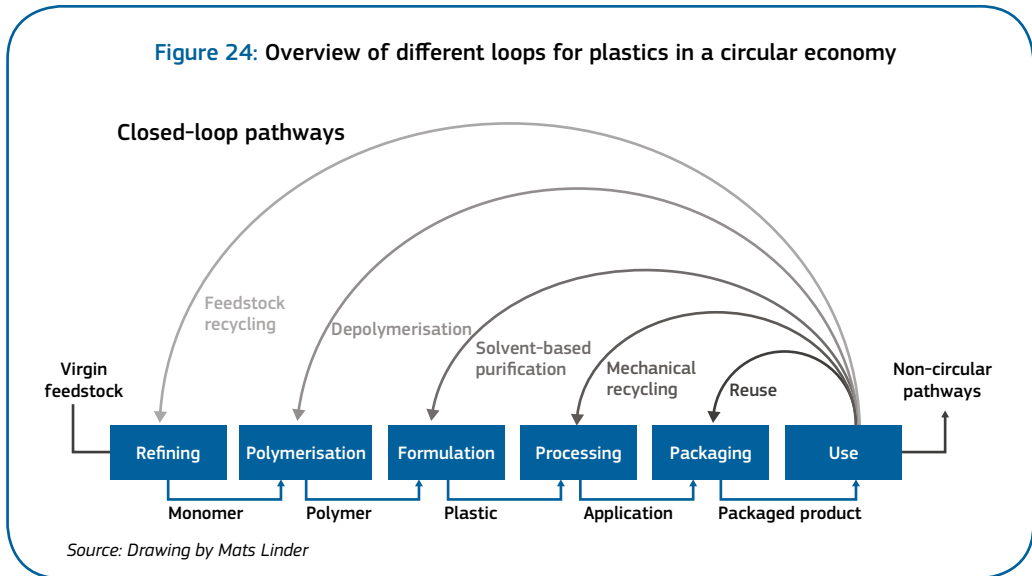 Figure 24: Overview of different loops for plastics in a circular economy
Closed-loop pathways
Feedstock
recycling
Depolymerisation
Solvent-based
purification
Mechanical
recycling
Reuse
Virgin
feedstock
Non-circular
pathways
Refining
Polymerisation
Formulation
Processing
Packaging
Use
Monomer
Polymer
Plastic
Application
Packaged product
Source: Drawing by Mats Linder